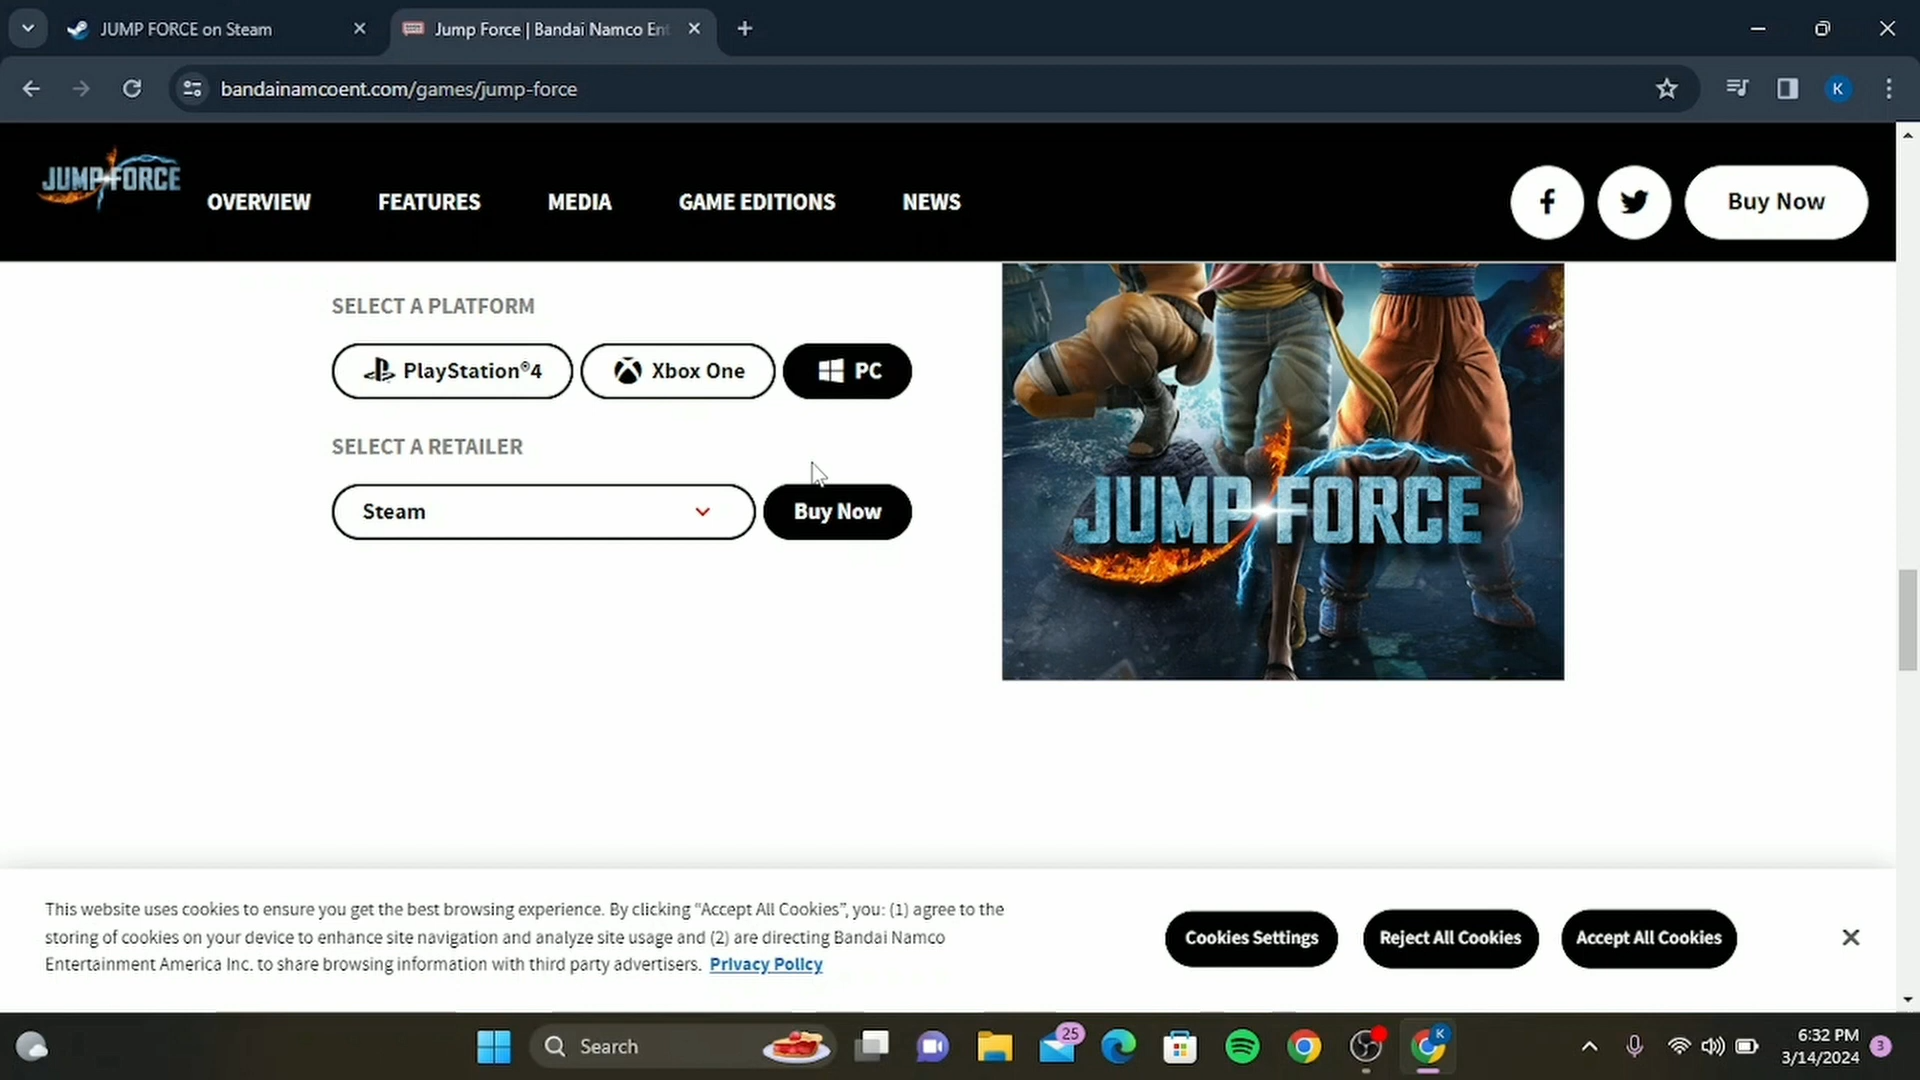 JUMP FORCE on Steam
Jump Force | Bandai Namco Ent
bandainamcoent.com/games/jump-force
K
JUMP FORCE
OVERVIEW
FEATURES
MEDIA
GAME EDITIONS
NEWS
Buy Now
SELECT A PLATFORM
PlayStation®4
Xbox One
PC
SELECT A RETAILER
Steam
Buy Now
JUMP FORCE
This website uses cookies to ensure you get the best browsing experience. By clicking “Accept All Cookies”, you: (1) agree to the
storing of cookies on your device to enhance site navigation and analyze site usage and (2) are directing Bandai Namco
Entertainment America Inc. to share browsing information with third party advertisers. Privacy Policy
Cookies Settings
Reject All Cookies
Accept All Cookies
Search
25
K
6:32 PM
3/14/2024
3